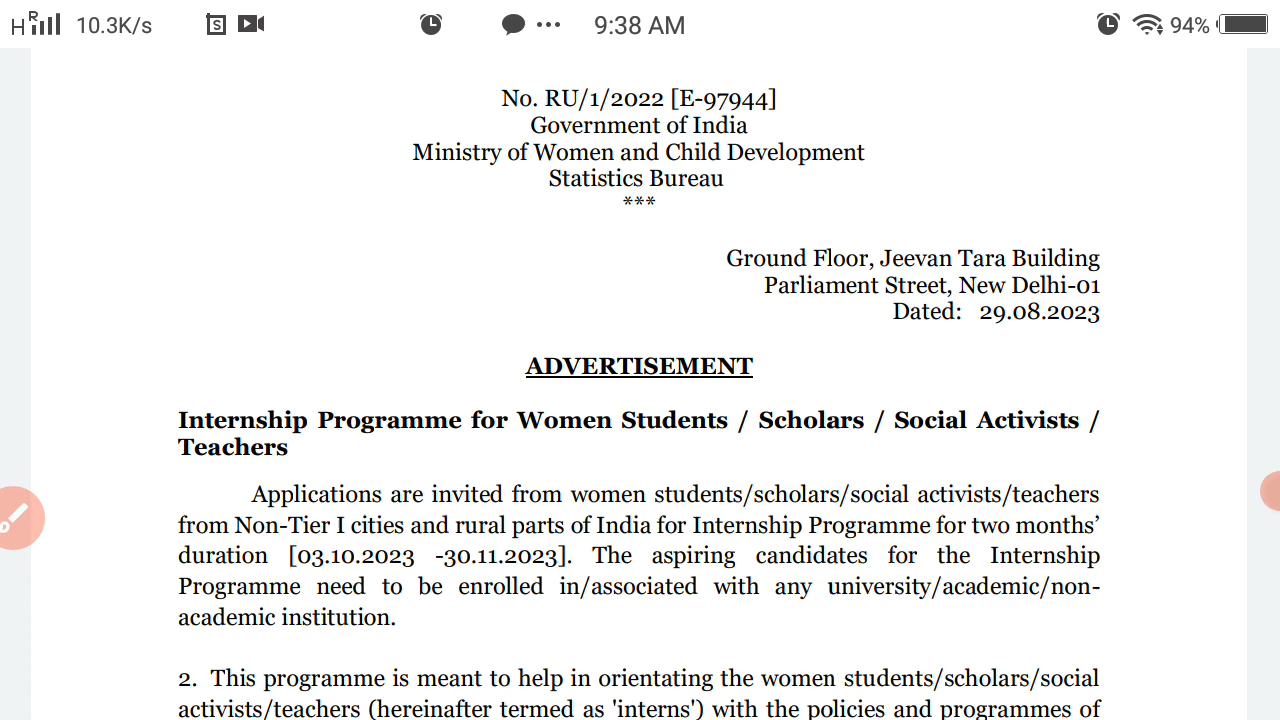 H R 10.3K/s S 9:38 AM 94%
No. RU/1/2022 [E-97944]
Government of India
Ministry of Women and Child Development
Statistics Bureau
***
Ground Floor, Jeevan Tara Building
Parliament Street, New Delhi-01
Dated: 29.08.2023
ADVERTISEMENT
Internship Programme for Women Students / Scholars / Social Activists /
Teachers
Applications are invited from women students/scholars/social activists/teachers
from Non-Tier I cities and rural parts of India for Internship Programme for two months’
duration [03.10.2023 -30.11.2023]. The aspiring candidates for the Internship
Programme need to be enrolled in/associated with any university/academic/non-
academic institution.
2. This programme is meant to help in orientating the women students/scholars/social
activists/teachers (hereinafter termed as 'interns') with the policies and programmes of